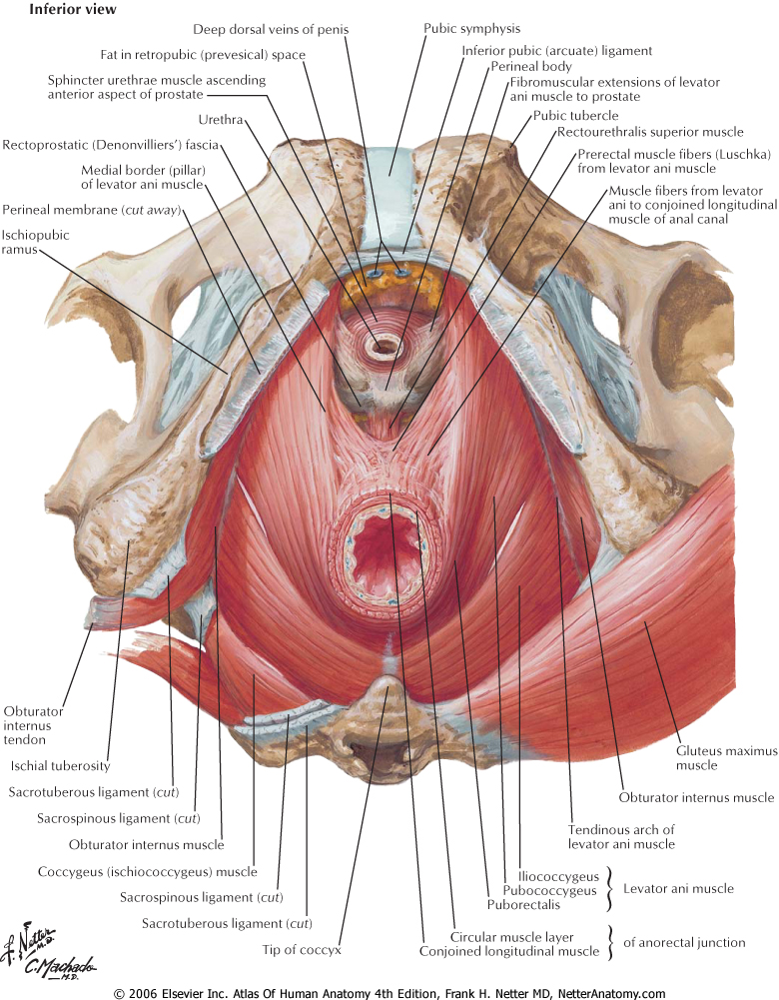 Inferior view
Deep dorsal veins of penis
Fat in retropubic (prevesical) space
Sphincter urethrae muscle ascending
anterior aspect of prostate
Urethra
Rectoprostatic (Denonvilliers') fascia
Medial border (pillar)
of levator ani muscle
Perineal membrane (cut away)
Ischiopubic
ramus
Pubic symphysis
Inferior pubic (arcuate) ligament
Perineal body
Fibromuscular extensions of levator
ani muscle to prostate
Pubic tubercle
Rectourethralis superior muscle
Prerectal muscle fibers (Luschka)
from levator ani muscle
Muscle fibers from levator
ani to conjoined longitudinal
muscle of anal canal
Obturator
internus
tendon
Ischial tuberosity
Sacrotuberous ligament (cut)
Sacrospinous ligament (cut)
Obturator internus muscle
Coccygeus (ischiococcygeus) muscle
Sacrospinous ligament (cut)
Sacrotuberous ligament (cut)
Tip of coccyx
Gluteus maximus
muscle
Obturator internus muscle
Tendinous arch of
levator ani muscle
Iliococcygeus
Pubococcygeus
Puborectalis
Levator ani muscle
Circular muscle layer
Conjoined longitudinal muscle
of anorectal junction
F. Netter
M.D.
C. Machado
M.D.
© 2006 Elsevier Inc. Atlas Of Human Anatomy 4th Edition, Frank H. Netter MD, NetterAnatomy.com